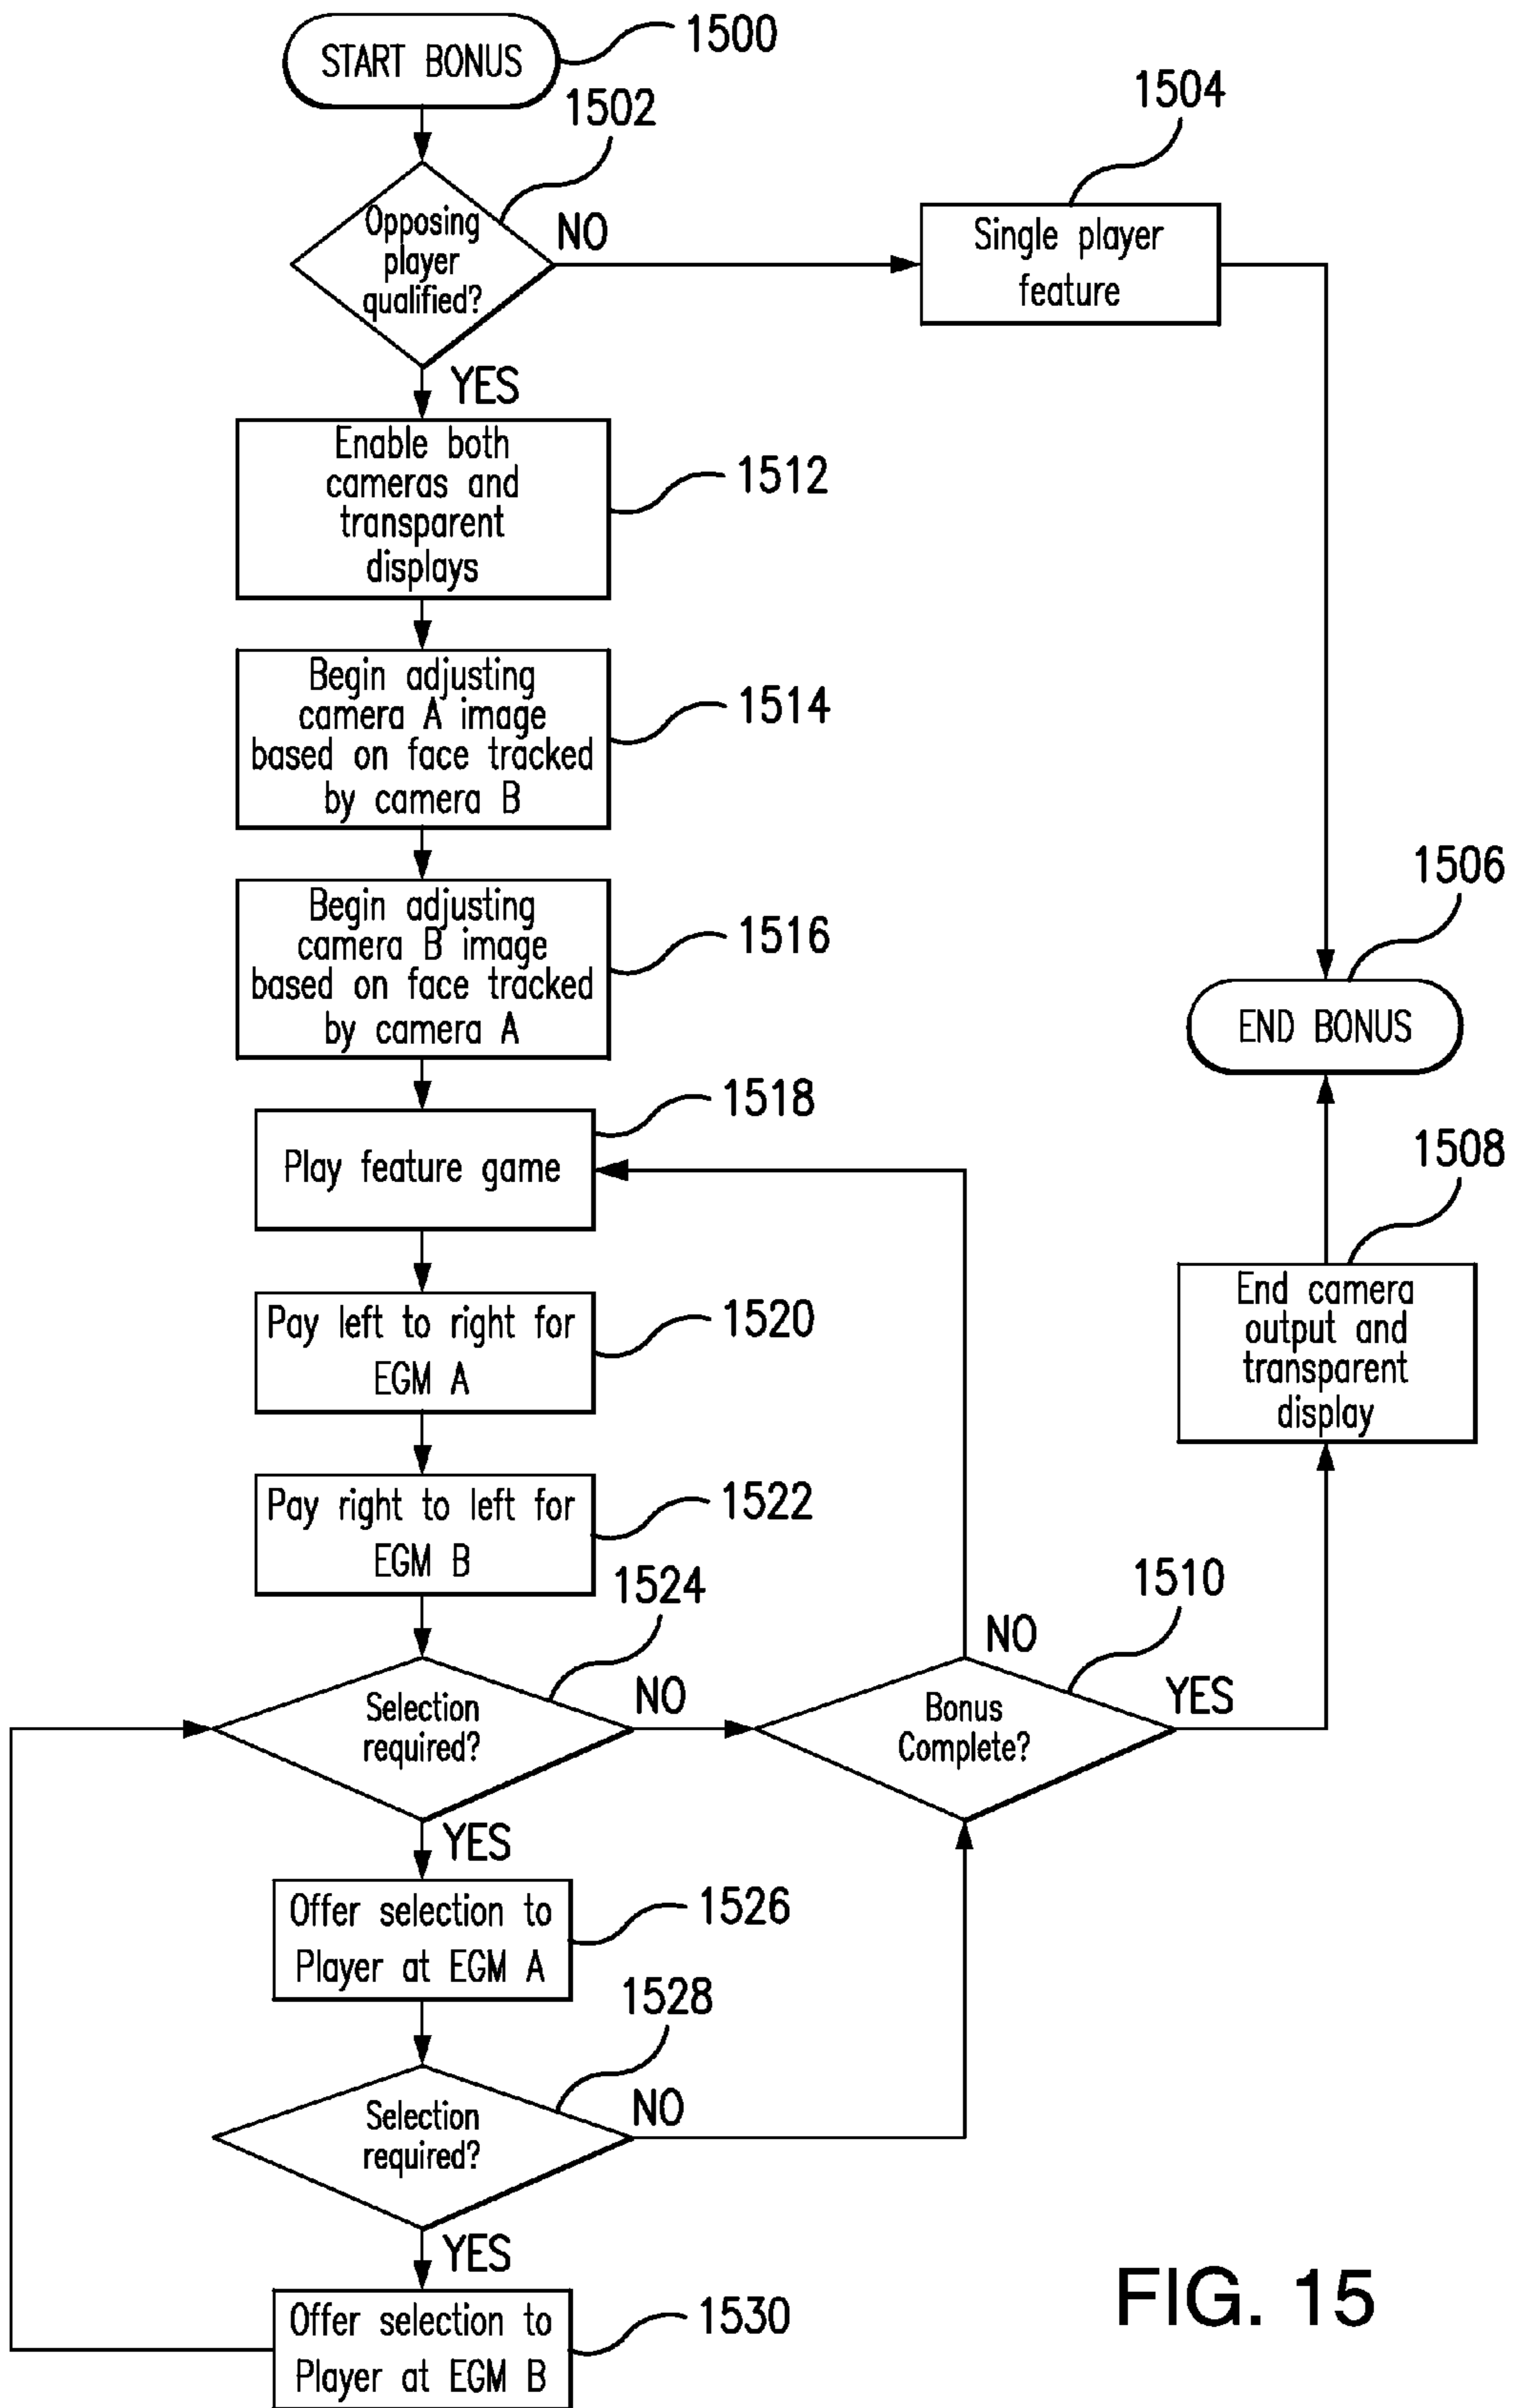 START BONUS
1500
1502
1504
Opposing
player
qualified?
NO
Single player
feature
YES
Enable both
cameras and
transparent
displays
1512
Begin adjusting
camera A image
based on face tracked
by camera B
1514
Begin adjusting
camera B image
based on face tracked
by camera A
1516
1506
END BONUS
Play feature game
1518
1508
End camera
output and
transparent
display
Pay left to right for
EGM A
1520
Pay right to left for
EGM B
1522
1524
1510
Selection
required?
NO
NO
Bonus
Complete?
YES
YES
Offer selection to
Player at EGM A
1526
1528
Selection
required?
NO
YES
Offer selection to
Player at EGM B
1530
FIG. 15